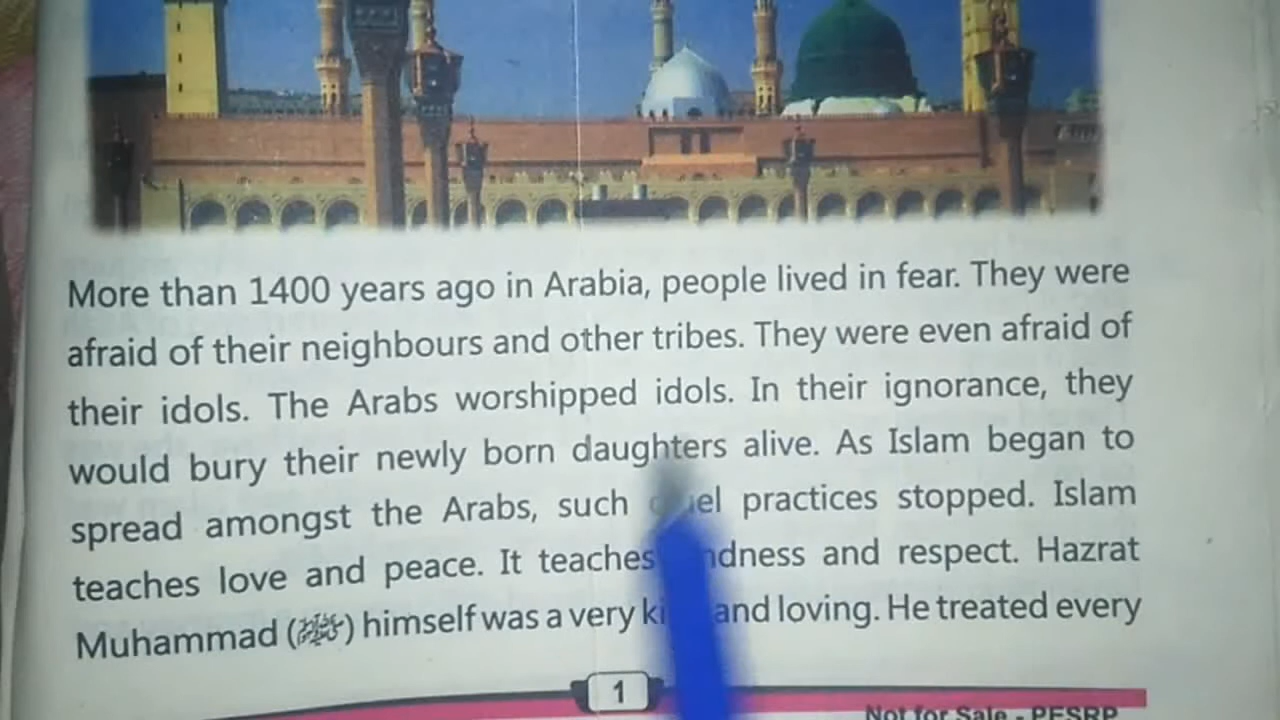 More than 1400 years ago in Arabia, people lived in fear. They were
afraid of their neighbours and other tribes. They were even afraid of
their idols. The Arabs worshipped idols. In their ignorance, they
would bury their newly born daughters alive. As Islam began to
spread amongst the Arabs, such practices stopped. Islam
teaches love and peace. It teaches and respect. Hazrat
Muhammad (ﷺ) himself was a very and loving. He treated every
1
Not for Sale - PESRP